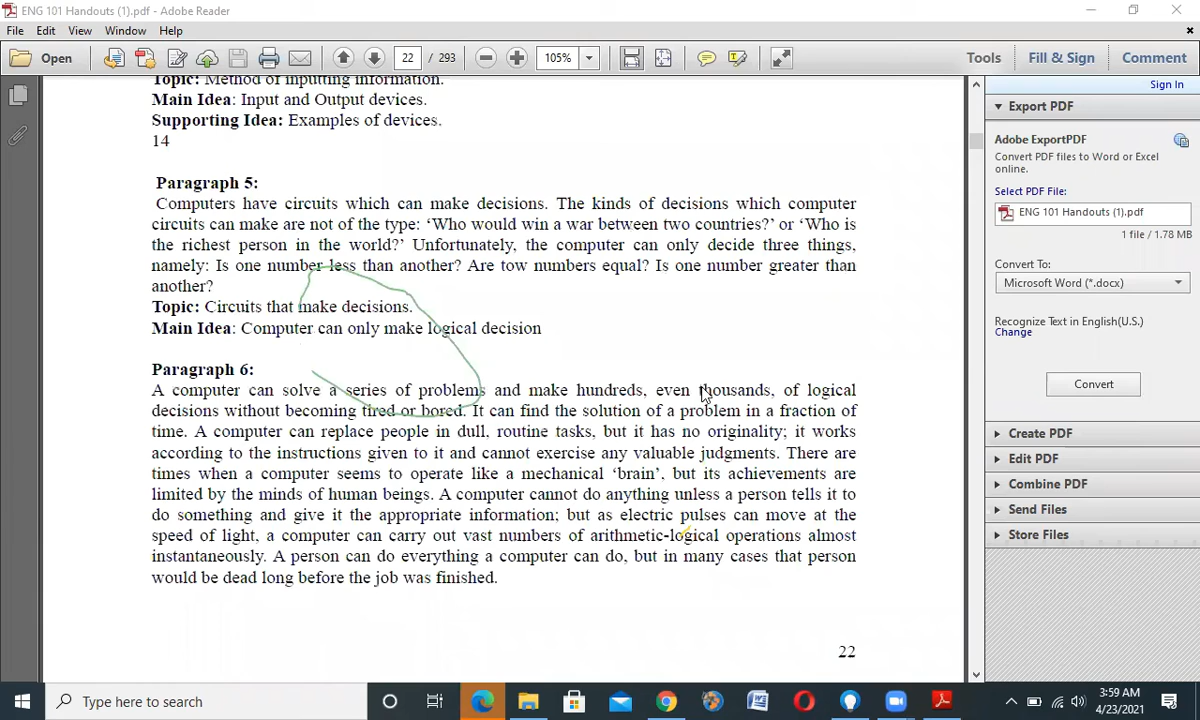 ENG 101 Handouts (1).pdf - Adobe Reader
File Edit View Window Help
Open 22 / 293 105% Tools Fill & Sign Comment
Sign In
Topic: Method of inputting information.
Main Idea: Input and Output devices.
Supporting Idea: Examples of devices.
14
Paragraph 5:
Computers have circuits which can make decisions. The kinds of decisions which computer
circuits can make are not of the type: ‘Who would win a war between two countries?’ or ‘Who is
the richest person in the world?’ Unfortunately, the computer can only decide three things,
namely: Is one number less than another? Are tow numbers equal? Is one number greater than
another?
Topic: Circuits that make decisions.
Main Idea: Computer can only make logical decision
Paragraph 6:
A computer can solve a series of problems and make hundreds, even thousands, of logical
decisions without becoming tired or bored. It can find the solution of a problem in a fraction of
time. A computer can replace people in dull, routine tasks, but it has no originality; it works
according to the instructions given to it and cannot exercise any valuable judgments. There are
times when a computer seems to operate like a mechanical ‘brain’, but its achievements are
limited by the minds of human beings. A computer cannot do anything unless a person tells it to
do something and give it the appropriate information; but as electric pulses can move at the
speed of light, a computer can carry out vast numbers of arithmetic-logical operations almost
instantaneously. A person can do everything a computer can do, but in many cases that person
would be dead long before the job was finished.
22
Export PDF
Adobe ExportPDF
Convert PDF files to Word or Excel
online.
Select PDF File:
ENG 101 Handouts (1).pdf
1 file / 1.78 MB
Convert To:
Microsoft Word (*.docx)
Recognize Text in English(U.S.)
Change
Convert
Create PDF
Edit PDF
Combine PDF
Send Files
Store Files
Type here to search
3:59 AM
4/23/2021